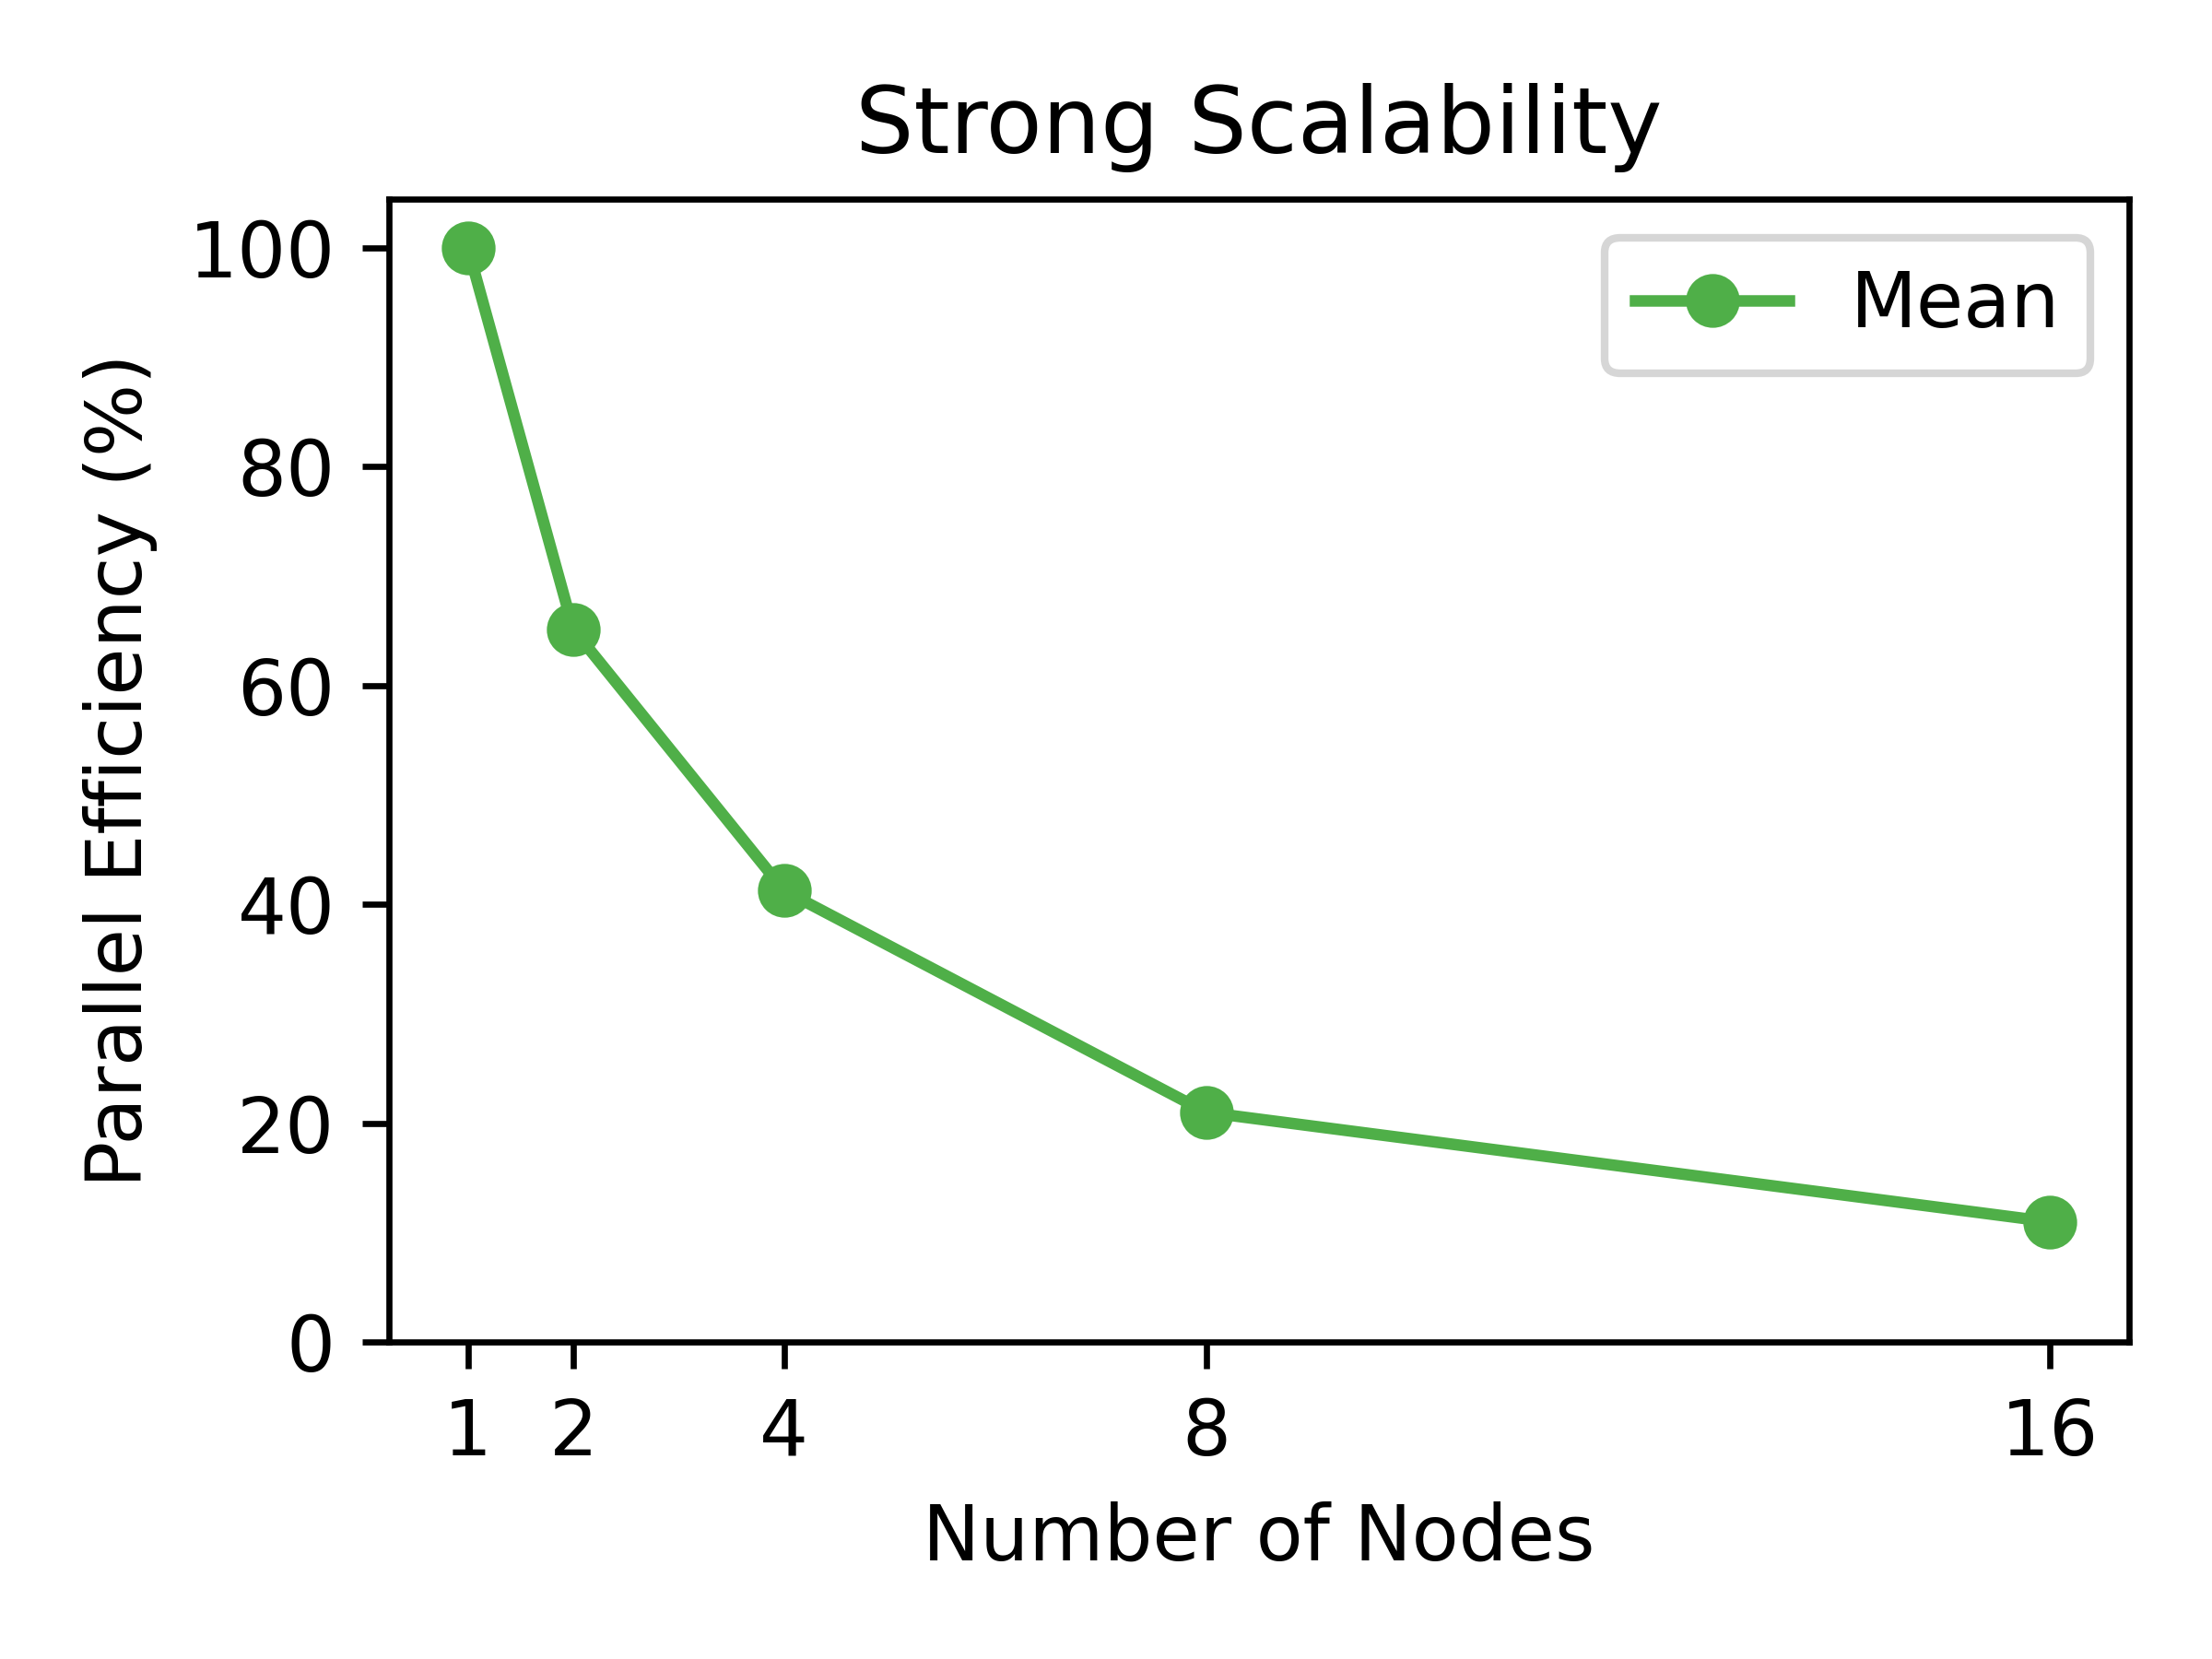 Strong Scalability
Mean
Parallel Efficiency (%)
100
80
60
40
20
0
1 2 4 8 16
Number of Nodes